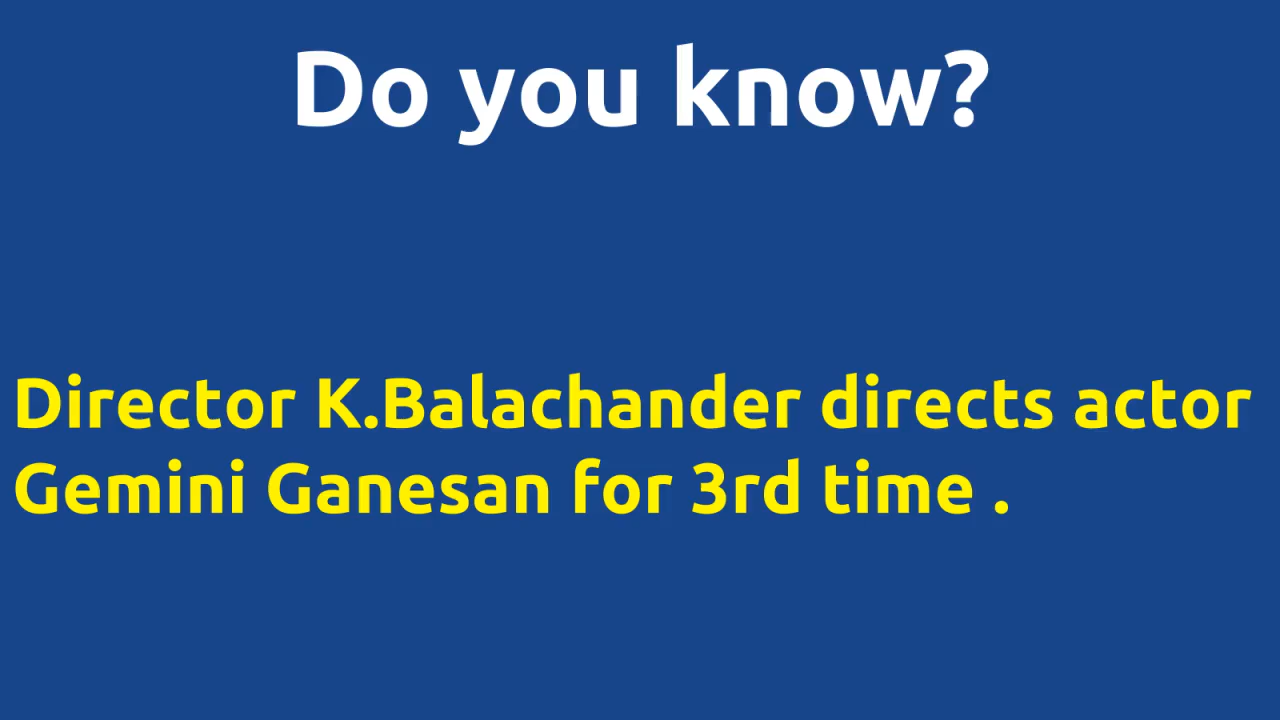 Do you know?
Director K.Balachander directs actor
Gemini Ganesan for 3rd time .